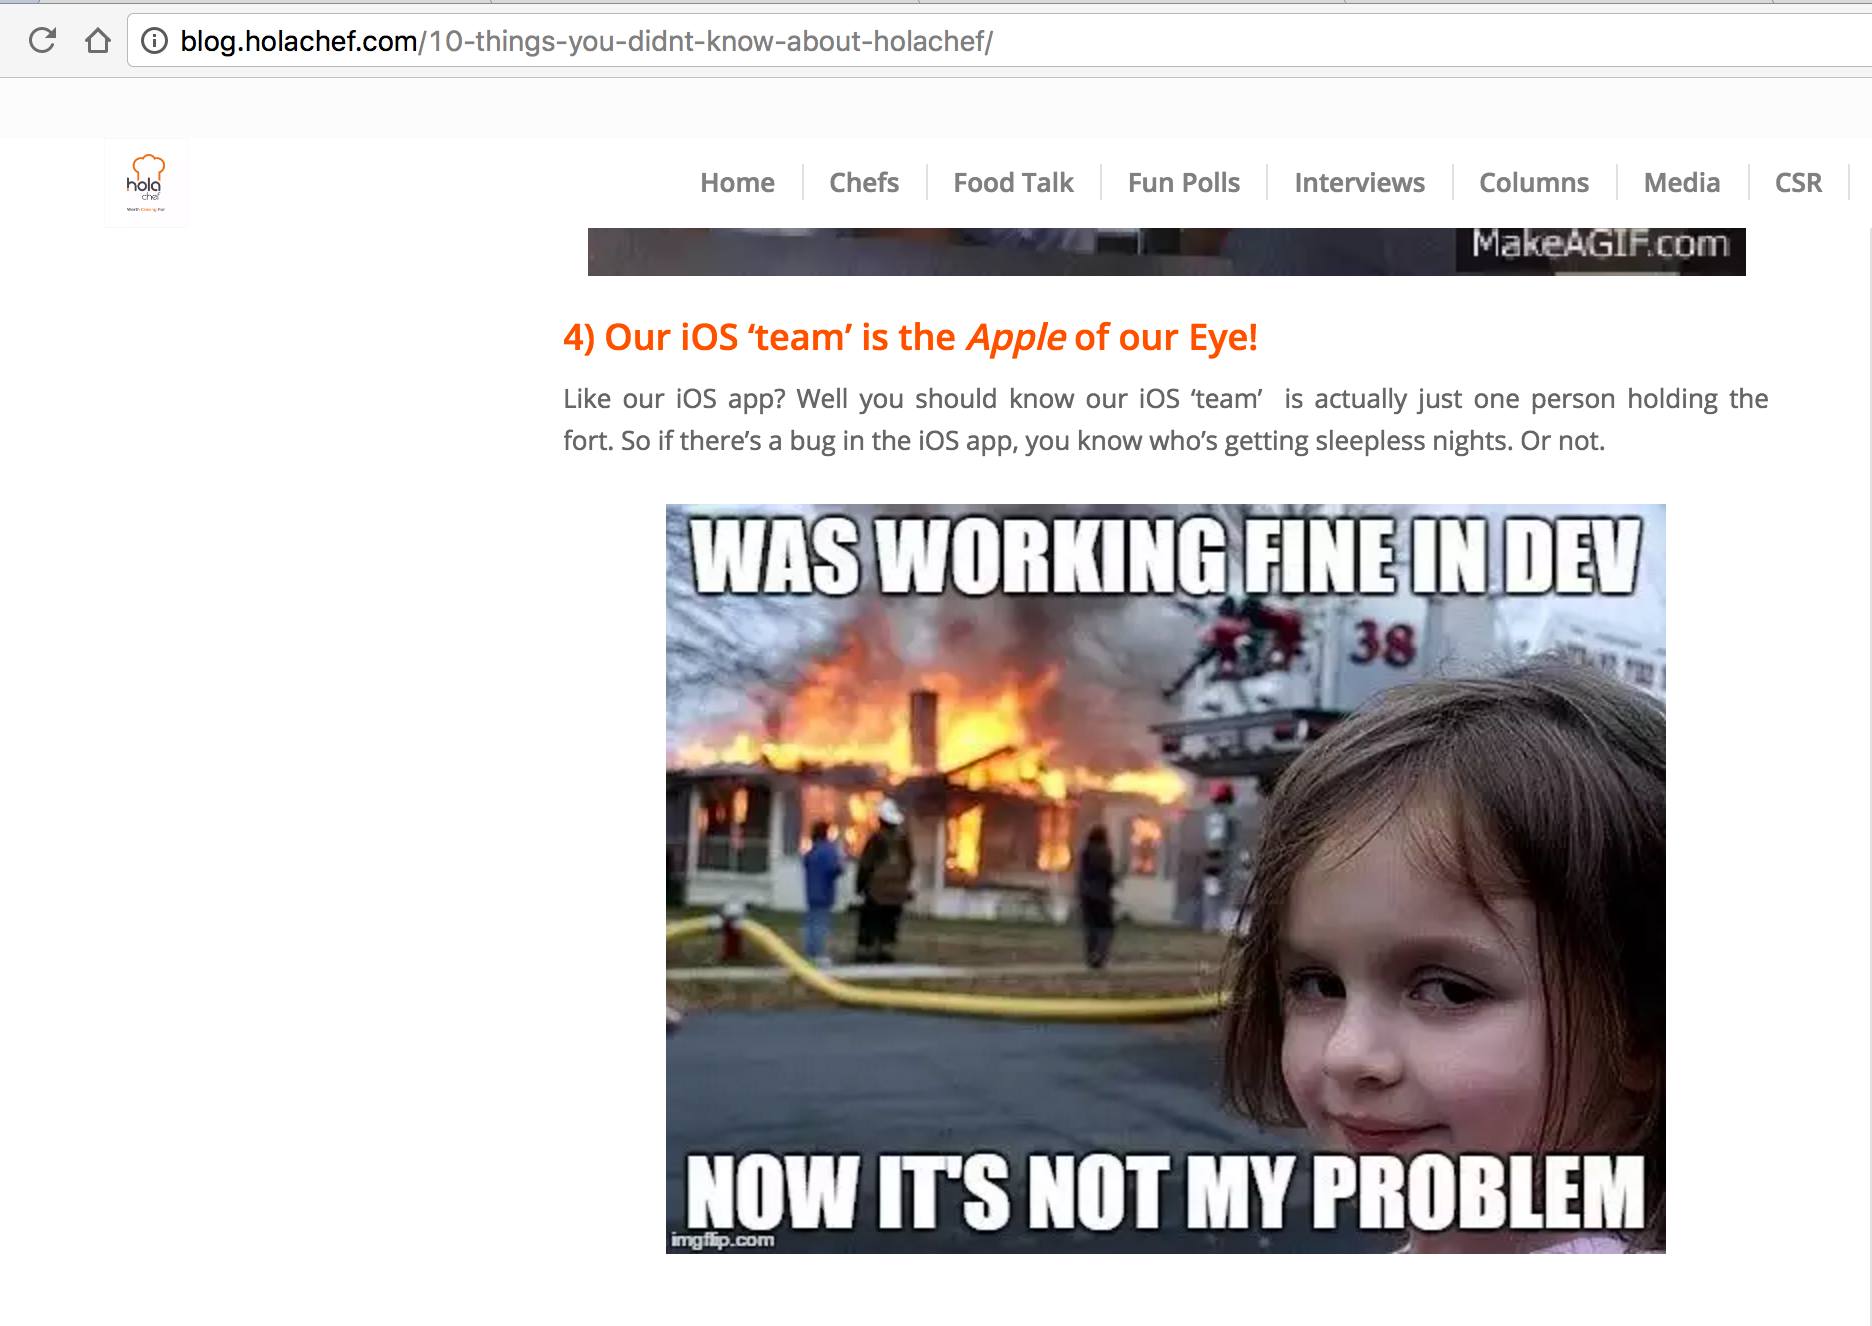 blog.holachef.com/10-things-you-didnt-know-about-holachef/
hola
chef
Home
Chefs
Food Talk
Fun Polls
Interviews
Columns
Media
CSR
MakeAGIF.com
4) Our iOS ‘team’ is the Apple of our Eye!
Like our iOS app? Well you should know our iOS ‘team’ is actually just one person holding the
fort. So if there’s a bug in the iOS app, you know who’s getting sleepless nights. Or not.
WAS WORKING FINE IN DEV
38
NOW IT'S NOT MY PROBLEM
imgflip.com